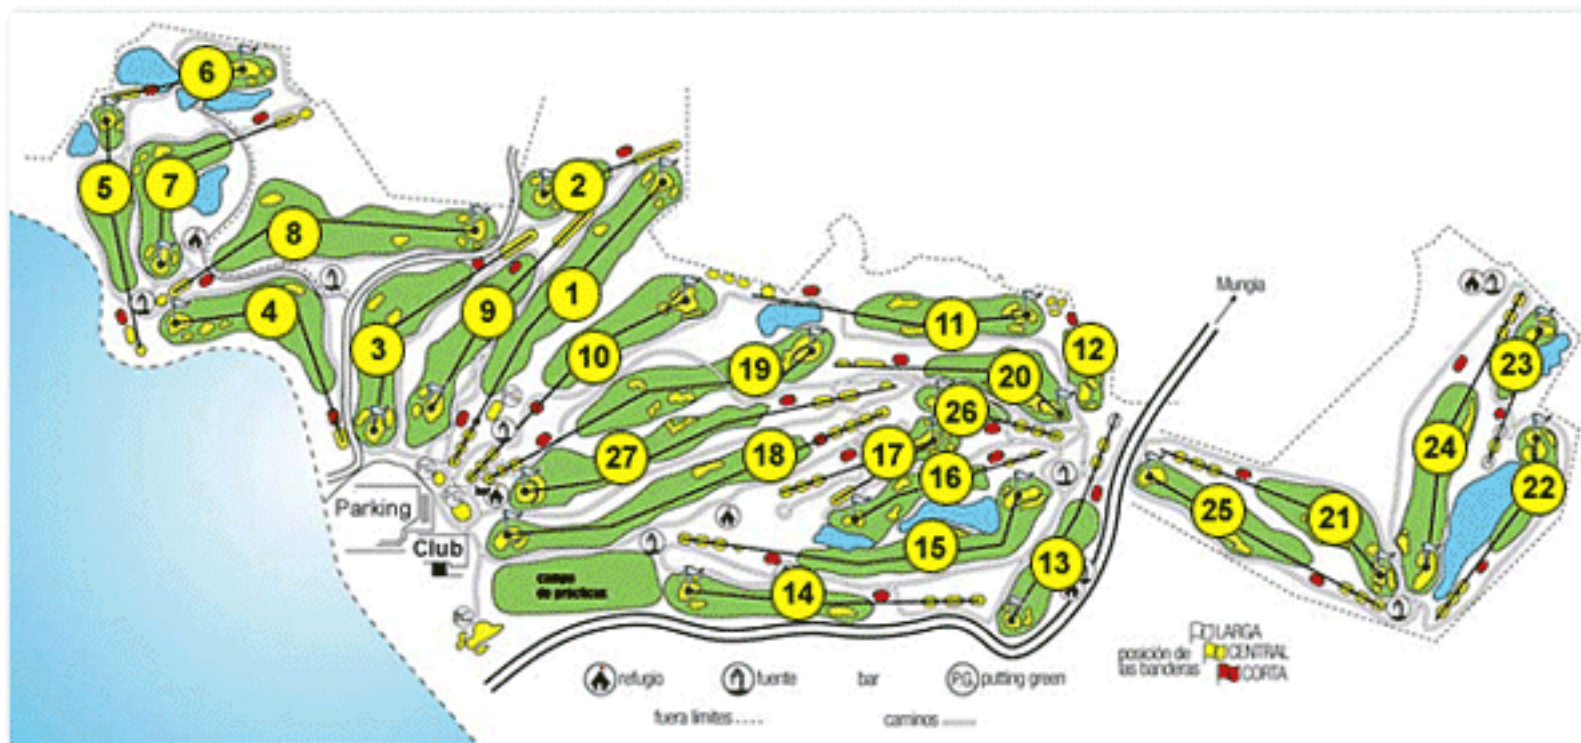 6
2
5
7
8
1
4
9
3
10
11
12
Mungia
19
20
23
26
24
27
18
17
16
22
25
21
Parking
15
13
Club
campo
de prácticas
14
LARGA
posición de
las banderas
CENTRAL
CORTA
refugio
fuente
bar
P.G.
putting green
fuera limites
caminos